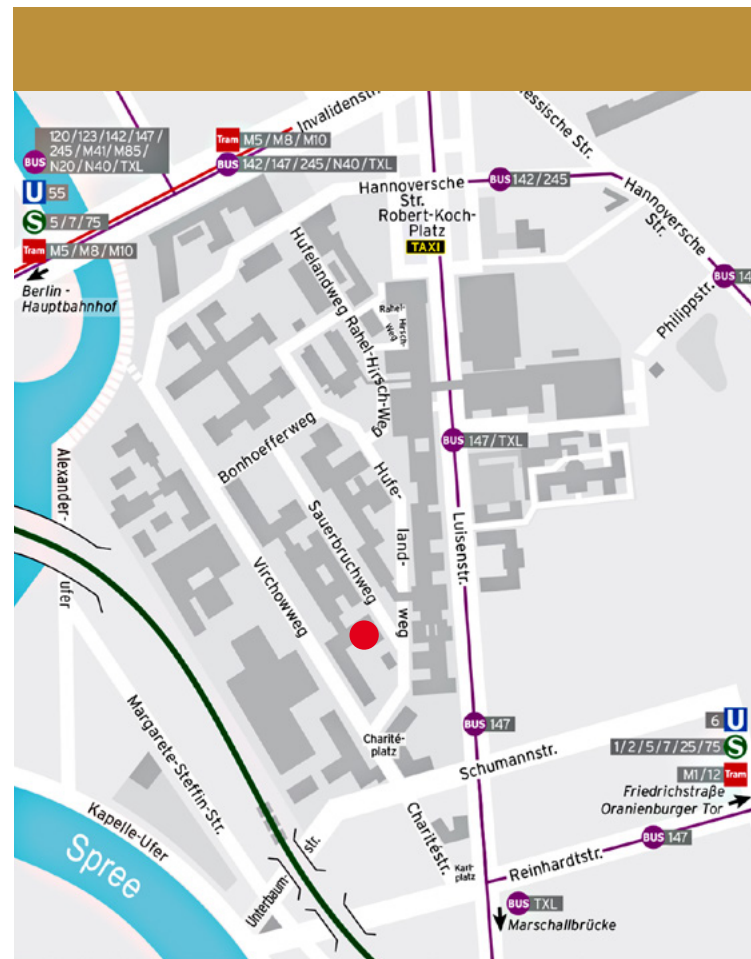 Invalidenstr.
essische Str.
120/123/142/147/
245/M41/M85/
N20/N40/TXL
BUS
Tram M5/M8/M10
BUS 142/147/245/N40/TXL
U 55
S 5/7/75
Tram M5/M8/M10
Berlin -
Hauptbahnhof
Hannoversche
Str.
Robert-Koch-
Platz
TAXI
BUS 142/245
Hannoversche
Str.
BUS 14
Philippstr.
Hufelandweg
Rahel-Hirsch-Weg
Rahel-
Hirsch-
Weg
BUS 147/TXL
Bonhoefferweg
Hufe-
land-
weg
Sauerbruchweg
Virchowweg
Luisenstr.
Alexander-
ufer
Margarete-Steffin-Str.
Charité-
platz
BUS 147
Schumannstr.
6 U
1/2/5/7/25/75 S
M1/12 Tram
Friedrichstraße
Oranienburger Tor
Kapelle-Ufer
Spree
Unterbaum-
str.
Charitéstr.
Karl-
platz
Reinhardtstr.
BUS 147
BUS TXL
Marschallbrücke